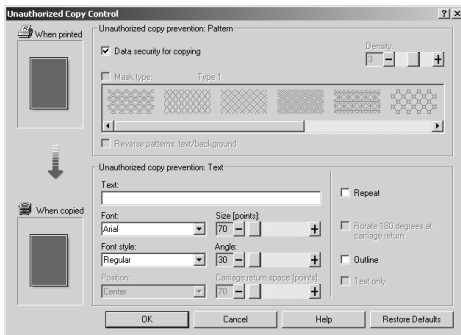 Unauthorized Copy Control
When printed
Unauthorized copy prevention: Pattern
Data security for copying
Density:
3
Mask type: Type 1
Reverse patterns: text/background
Unauthorized copy prevention: Text
Text:
Font: Size [points]:
Arial 70
Font style: Angle:
Regular 30
Position: Carriage return space [points]:
Center 70
Repeat
Rotate 180 degrees at
carriage return
Outline
Text only
When copied
OK Cancel Help Restore Defaults